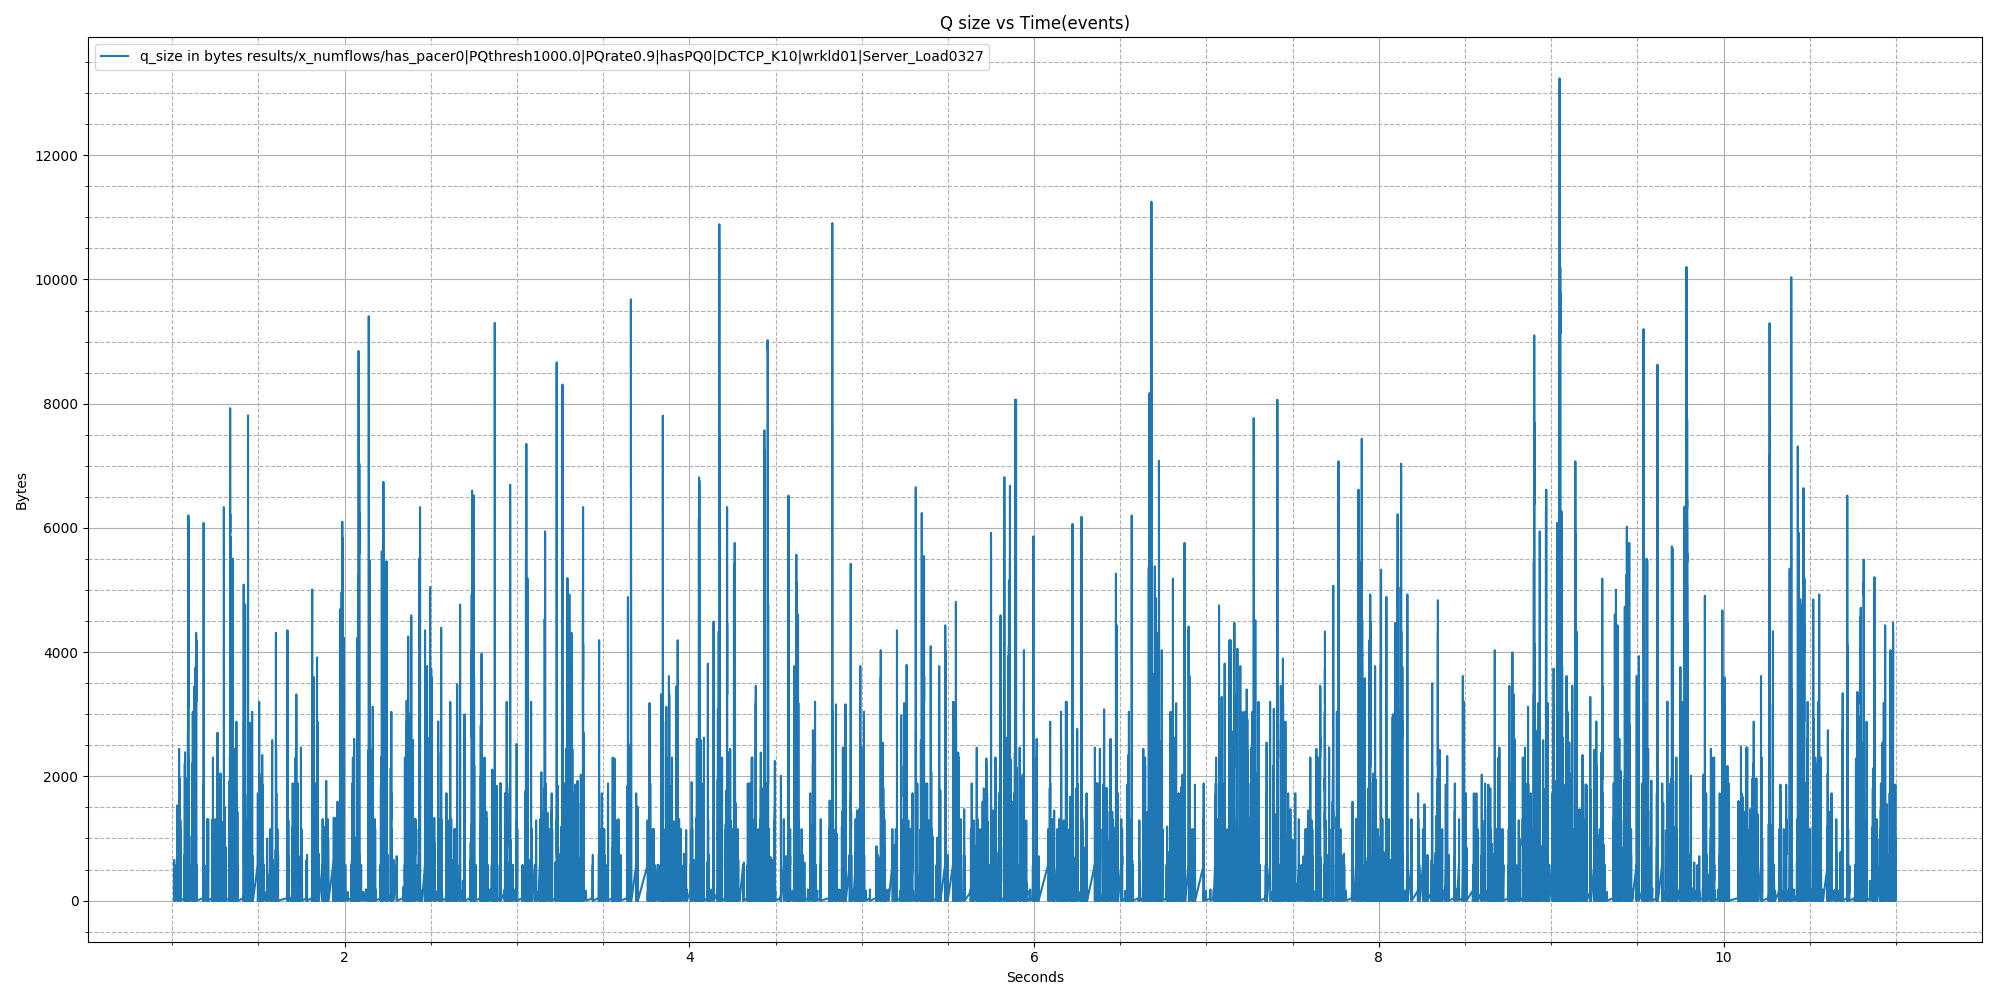 Q size vs Time(events)
q_size in bytes results/x_numflows/has_pacer0|PQthresh1000.0|PQrate0.9|hasPQ0|DCTCP_K10|wrkld01|Server_Load0327
12000
10000
8000
6000
4000
2000
0
Bytes
2 4 6 8 10
Seconds